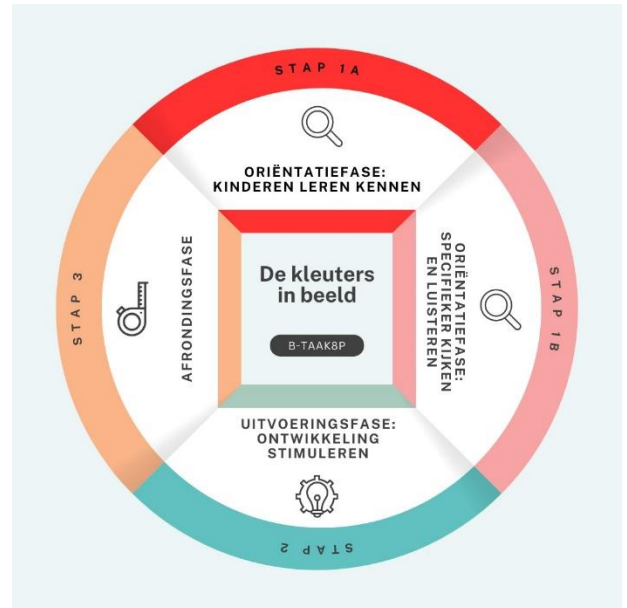 STAP 1A
ORIËNTATIEFASE:
KINDEREN LEREN KENNEN
STAP 1B
ORIËNTATIEFASE:
SPECIFIEKER KIJKEN
EN LUISTEREN
De kleuters
in beeld
B-TAAK8P
UITVOERINGSFASE:
ONTWIKKELING
STIMULEREN
STAP 2
AFRONDINGSFASE
STAP 3